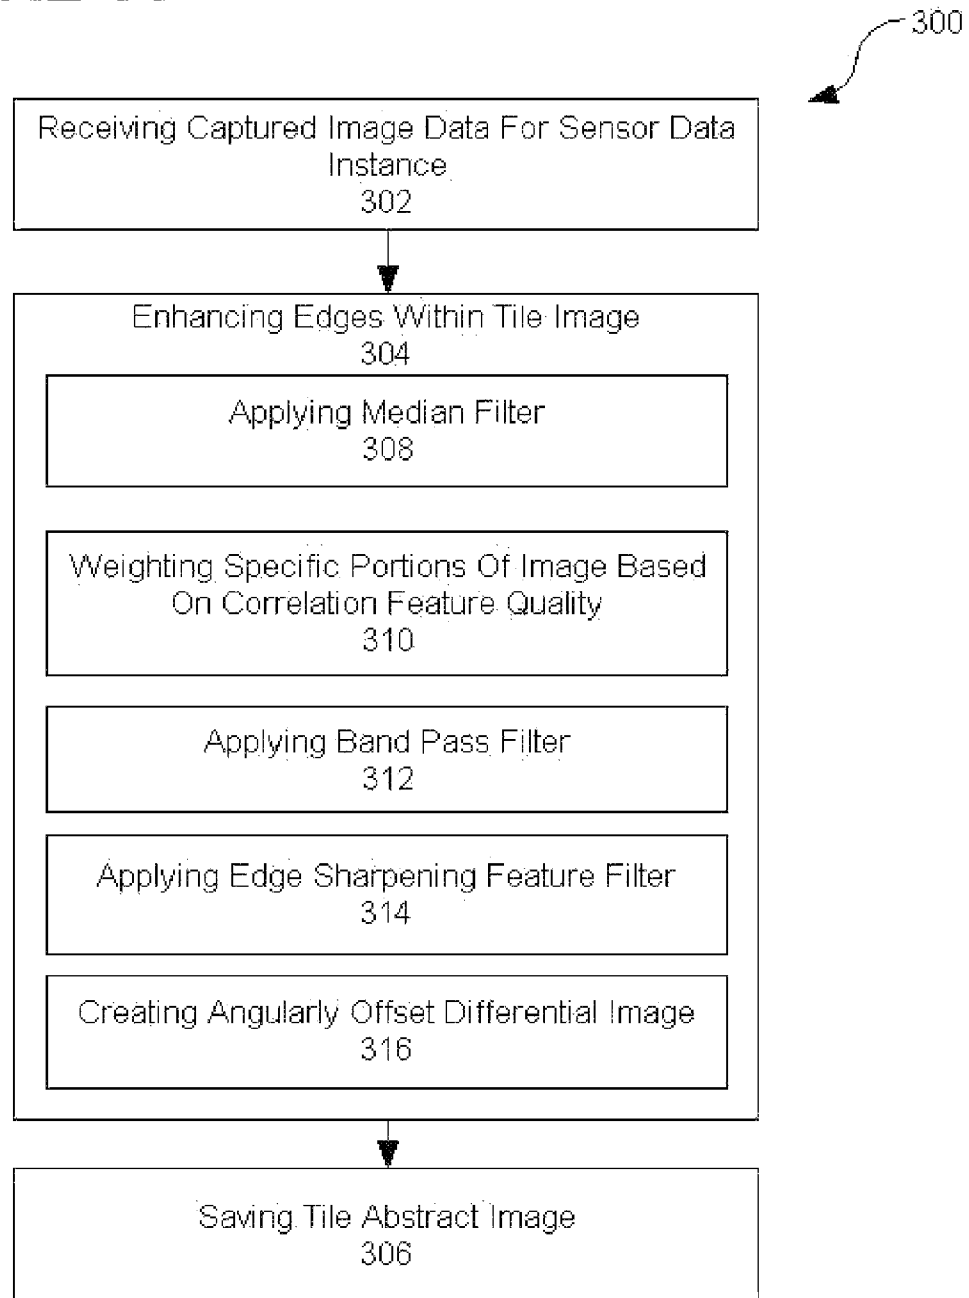 300
Receiving Captured Image Data For Sensor Data
Instance
302
Enhancing Edges Within Tile Image
304
Applying Median Filter
308
Weighting Specific Portions Of Image Based
On Correlation Feature Quality
310
Applying Band Pass Filter
312
Applying Edge Sharpening Feature Filter
314
Creating Angularly Offset Differential Image
316
Saving Tile Abstract Image
306